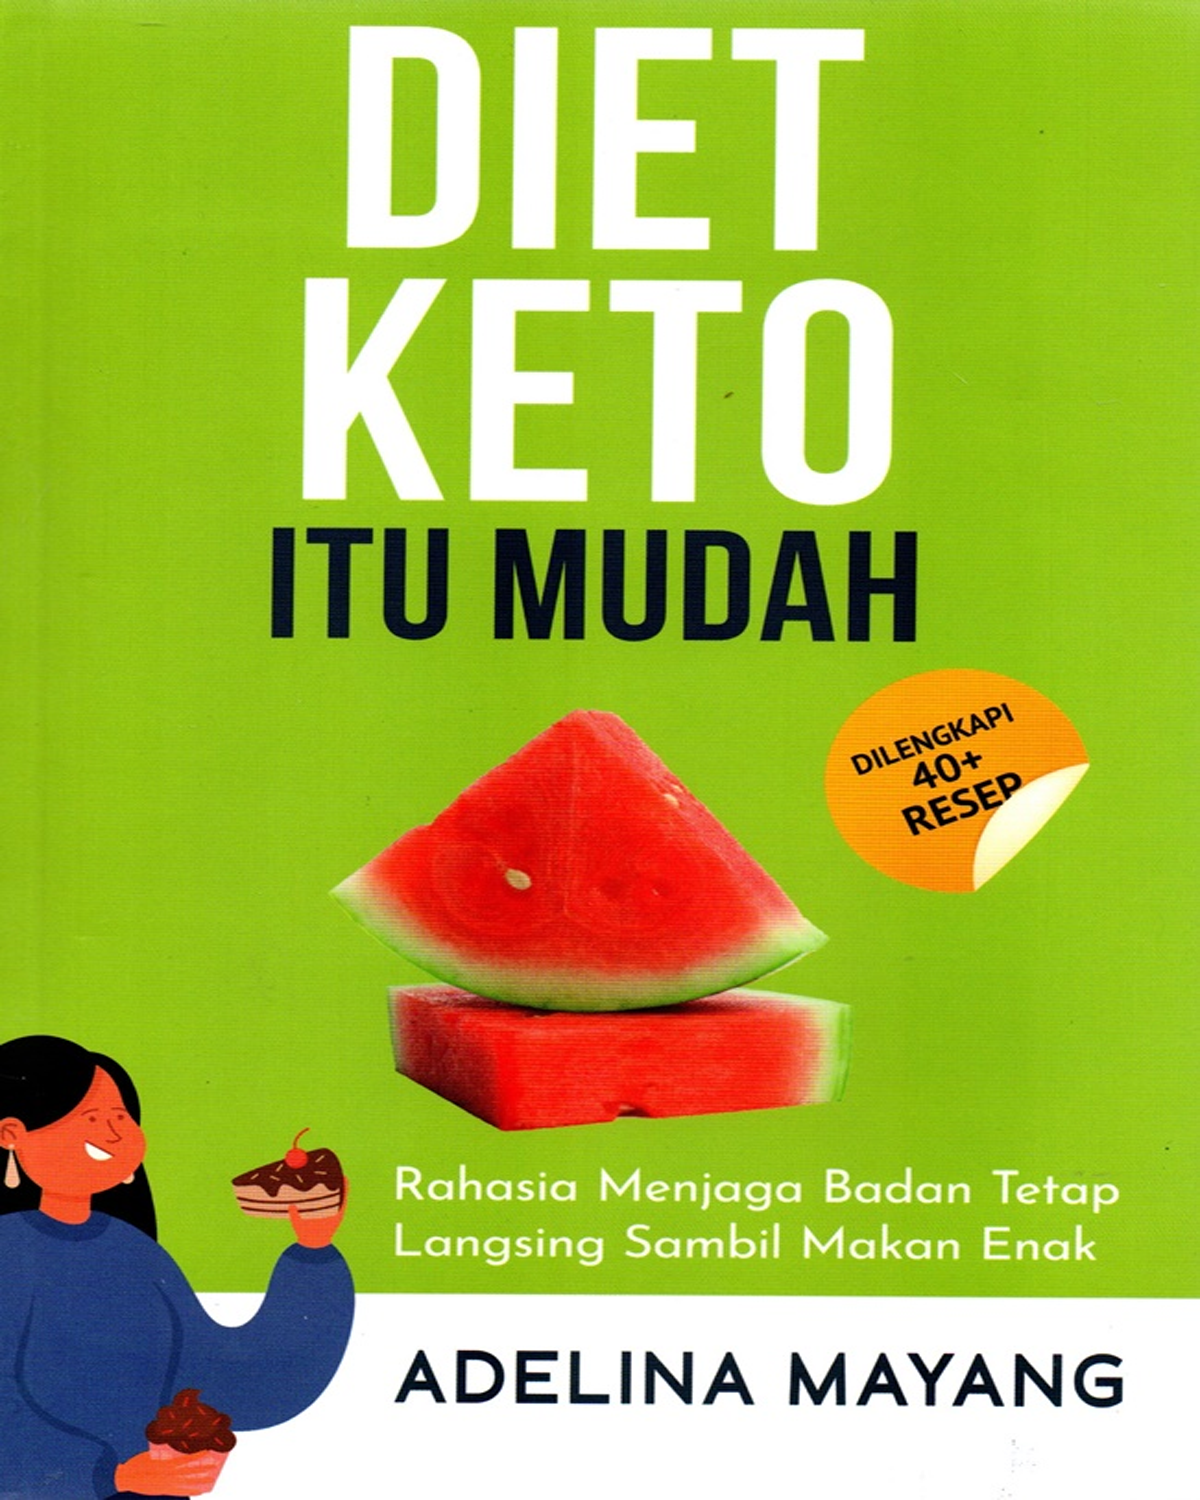 DIET
KETO
ITU MUDAH
DILENGKAPI
40+
RESEP
Rahasia Menjaga Badan Tetap
Langsing Sambil Makan Enak
ADELINA MAYANG